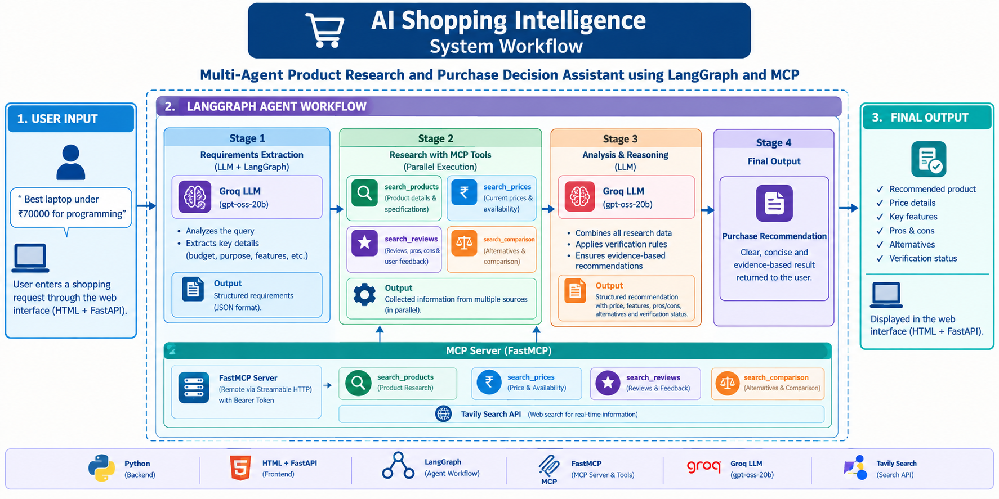 AI Shopping Intelligence
System Workflow
Multi-Agent Product Research and Purchase Decision Assistant using LangGraph and MCP
1. USER INPUT
“ Best laptop under
₹70000 for programming”
User enters a shopping
request through the web
interface (HTML + FastAPI).
2. LANGGRAPH AGENT WORKFLOW
Stage 1
Requirements Extraction
(LLM + LangGraph)
Groq LLM
(gpt-oss-20b)
• Analyzes the query
• Extracts key details
(budget, purpose, features, etc.)
Output
Structured requirements
(JSON format).
Stage 2
Research with MCP Tools
(Parallel Execution)
search_products
(Product details &
specifications)
₹
search_prices
(Current prices &
availability)
search_reviews
(Reviews, pros, cons &
user feedback)
search_comparison
(Alternatives &
comparison)
Output
Collected information from multiple sources
(in parallel).
Stage 3
Analysis & Reasoning
(LLM)
Groq LLM
(gpt-oss-20b)
• Combines all research data
• Applies verification rules
• Ensures evidence-based
recommendations
Output
Structured recommendation
with price, features, pros/cons,
alternatives and verification status.
Stage 4
Final Output
Purchase Recommendation
Clear, concise and
evidence-based result
returned to the user.
MCP Server (FastMCP)
FastMCP Server
(Remote via Streamable HTTP)
with Bearer Token
search_products
(Product Research)
₹
search_prices
(Price & Availability)
search_reviews
(Reviews & Feedback)
search_comparison
(Alternatives & Comparison)
Tavily Search API (Web search for real-time information)
3. FINAL OUTPUT
✓ Recommended product
✓ Price details
✓ Key features
✓ Pros & cons
✓ Alternatives
✓ Verification status
Displayed in the web
interface (HTML + FastAPI).
Python
(Backend)
5
HTML + FastAPI
(Frontend)
LangGraph
(Agent Workflow)
MCP
FastMCP
(MCP Server & Tools)
groq
Groq LLM
(gpt-oss-20b)
Tavily Search
(Search API)